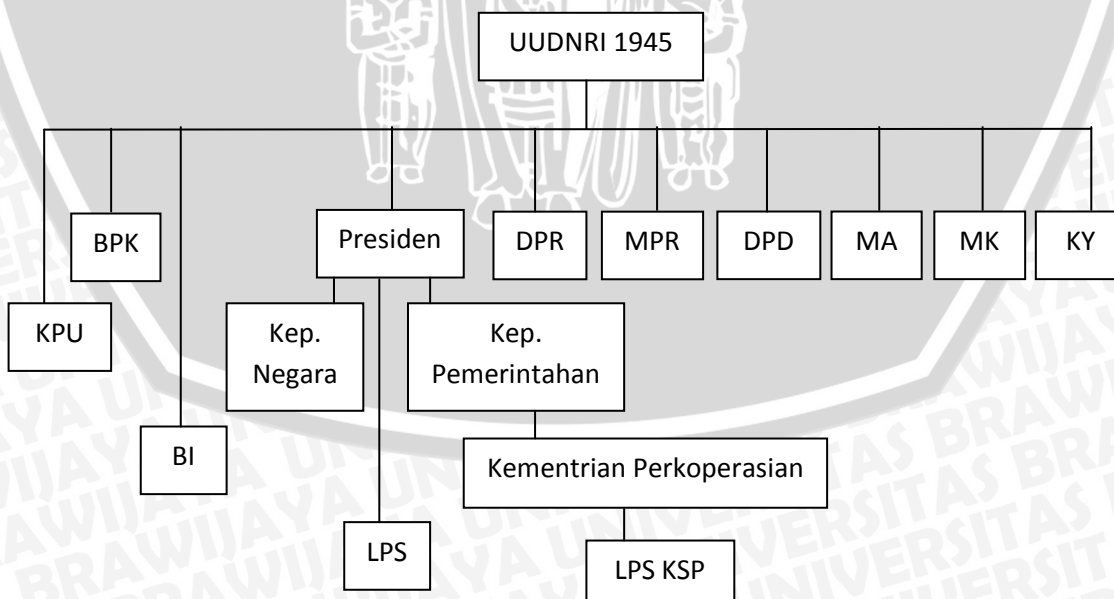 UUDNRI 1945
BPK
Presiden
DPR
MPR
DPD
MA
MK
KY
KPU
Kep.
Negara
Kep.
Pemerintahan
BI
Kementrian Perkoperasian
LPS
LPS KSP